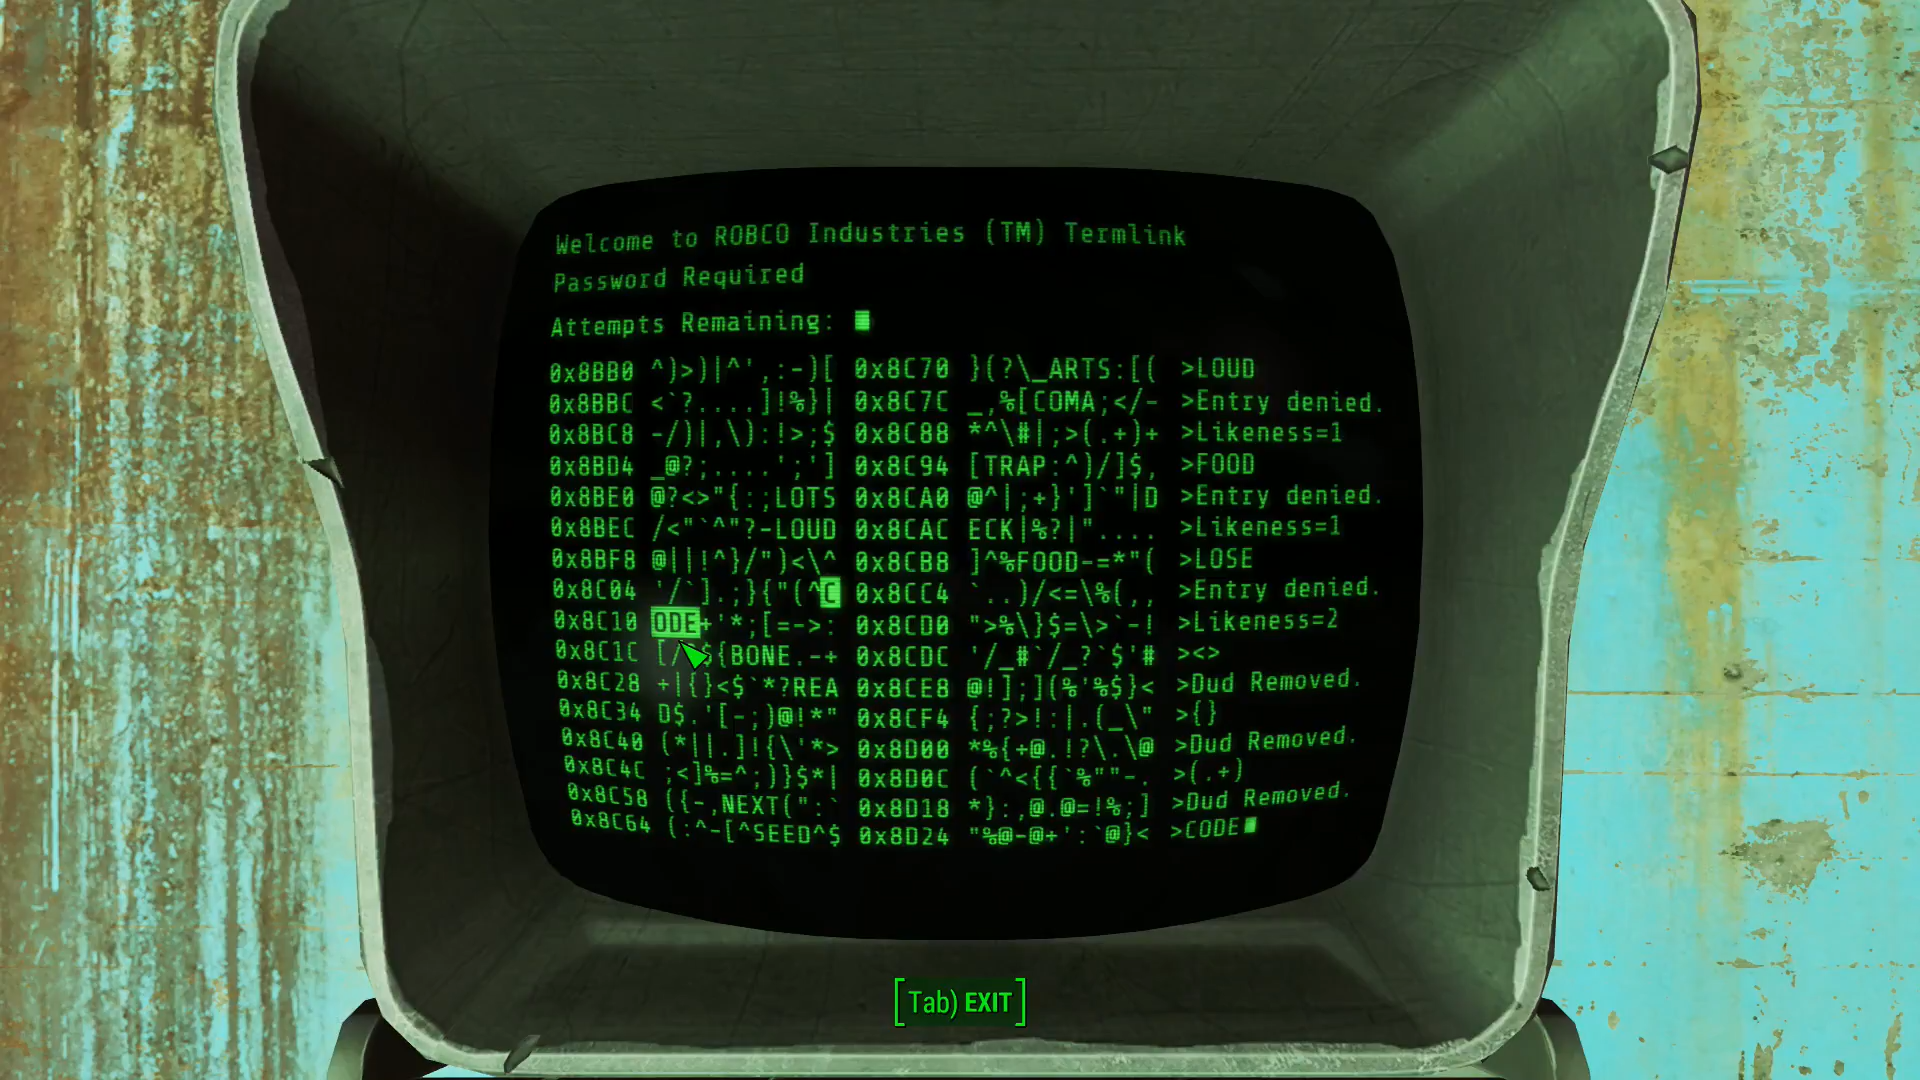 Welcome to ROBCO Industries (TM) Termlink
Password Required
Attempts Remaining: ■
0x8BB0 ^)>)|^',:-)[ 0x8C70 }(?\_ARTS:[( >LOUD
0x8BBC <`?....]!%}| 0x8C7C _,%[COMA;</- >Entry denied.
0x8BC8 -/)|,\):!>;$ 0x8C88 *^\#|;>(.+)+ >Likeness=1
0x8BD4 _@?;....';'] 0x8C94 [TRAP:^)/]$, >FOOD
0x8BE0 @?<>"{:;LOTS 0x8CA0 @^|;+}']`"|D >Entry denied.
0x8BEC /<"`^"?-LOUD 0x8CAC ECK|%?|".... >Likeness=1
0x8BF8 @||!^}/")<\^ 0x8CB8 ]^%FOOD-=*"( >LOSE
0x8C04 '/`].;}{"(^C 0x8CC4 `..)/<=\%(,, >Entry denied.
0x8C10 ODE+'*;[=->: 0x8CD0 ">%\}$=\>`-! >Likeness=2
0x8C1C [/ ${BONE.-+ 0x8CDC '/_#`/_?`$'# ><>
0x8C28 +|{}<$`*?REA 0x8CE8 @!];](%'%$}< >Dud Removed.
0x8C34 D$.'[-;)@!*" 0x8CF4 {;?>!:|.(_\" >{}
0x8C40 (*||.]!{\'*> 0x8D00 *%{+@.!?\.\@ >Dud Removed.
0x8C4C ;<]%=^;)}$*| 0x8D0C (`^<{{`%""-. >(.+)
0x8C58 ({-,NEXT(":` 0x8D18 *}:,@.@=!%;] >Dud Removed.
0x8C64 (:^-[^SEED^$ 0x8D24 "%@-@+':`@}< >CODE■
[Tab) EXIT]